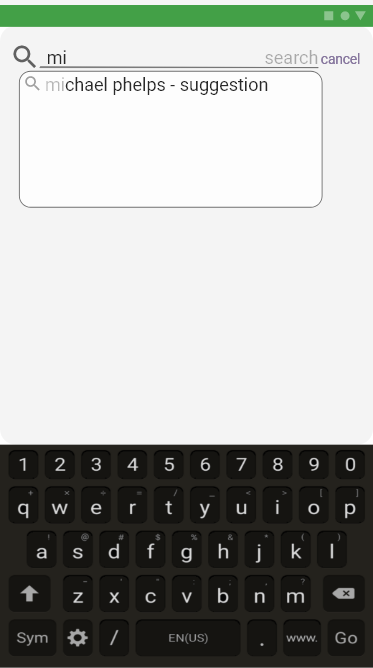 mi search cancel
michael phelps - suggestion
1 2 3 4 5 6 7 8 9 0
+ × ÷ = / _ < > [ ]
q w e r t y u i o p
! @ # $ % & * ( )
a s d f g h j k l
- ' " : ; , ?
z x c v b n m
Sym / EN(US) . www. Go